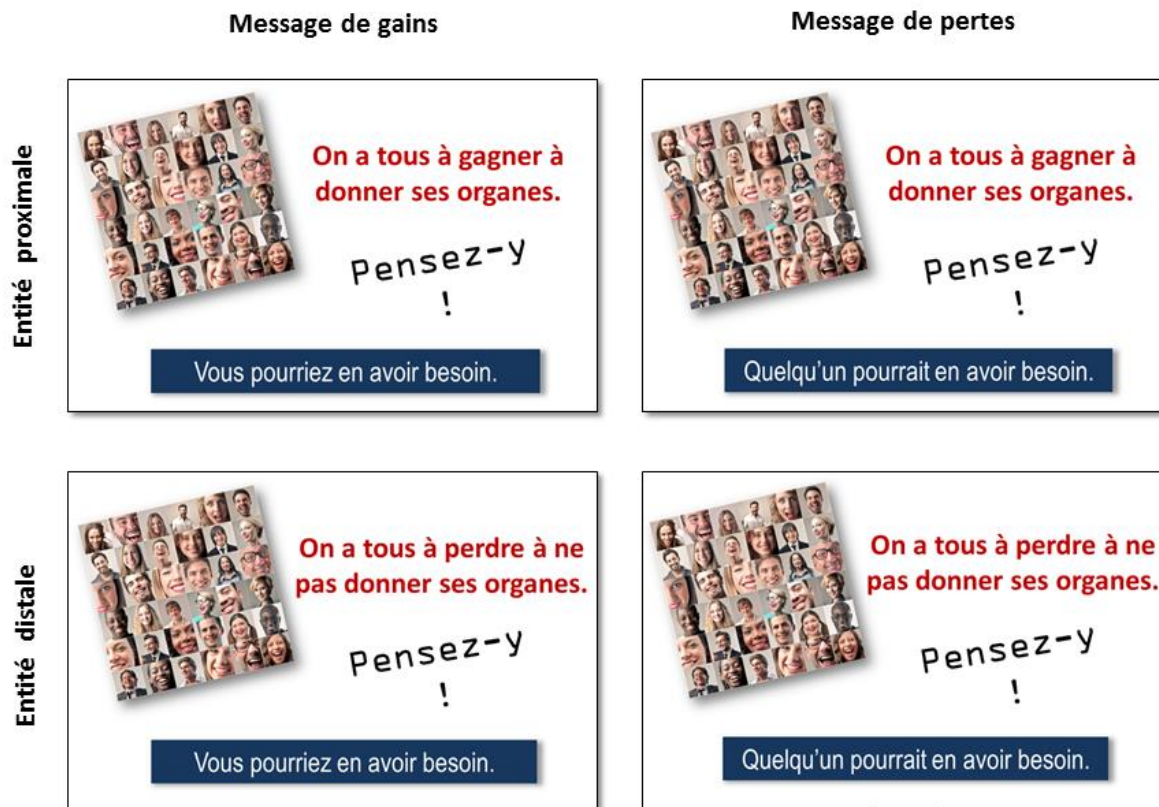 Message de gains
Message de pertes
Entité proximale
On a tous à gagner à
donner ses organes.
Pensez-y
!
Vous pourriez en avoir besoin.
On a tous à gagner à
donner ses organes.
Pensez-y
!
Quelqu'un pourrait en avoir besoin.
Entité distale
On a tous à perdre à ne
pas donner ses organes.
Pensez-y
!
Vous pourriez en avoir besoin.
On a tous à perdre à ne
pas donner ses organes.
Pensez-y
!
Quelqu'un pourrait en avoir besoin.